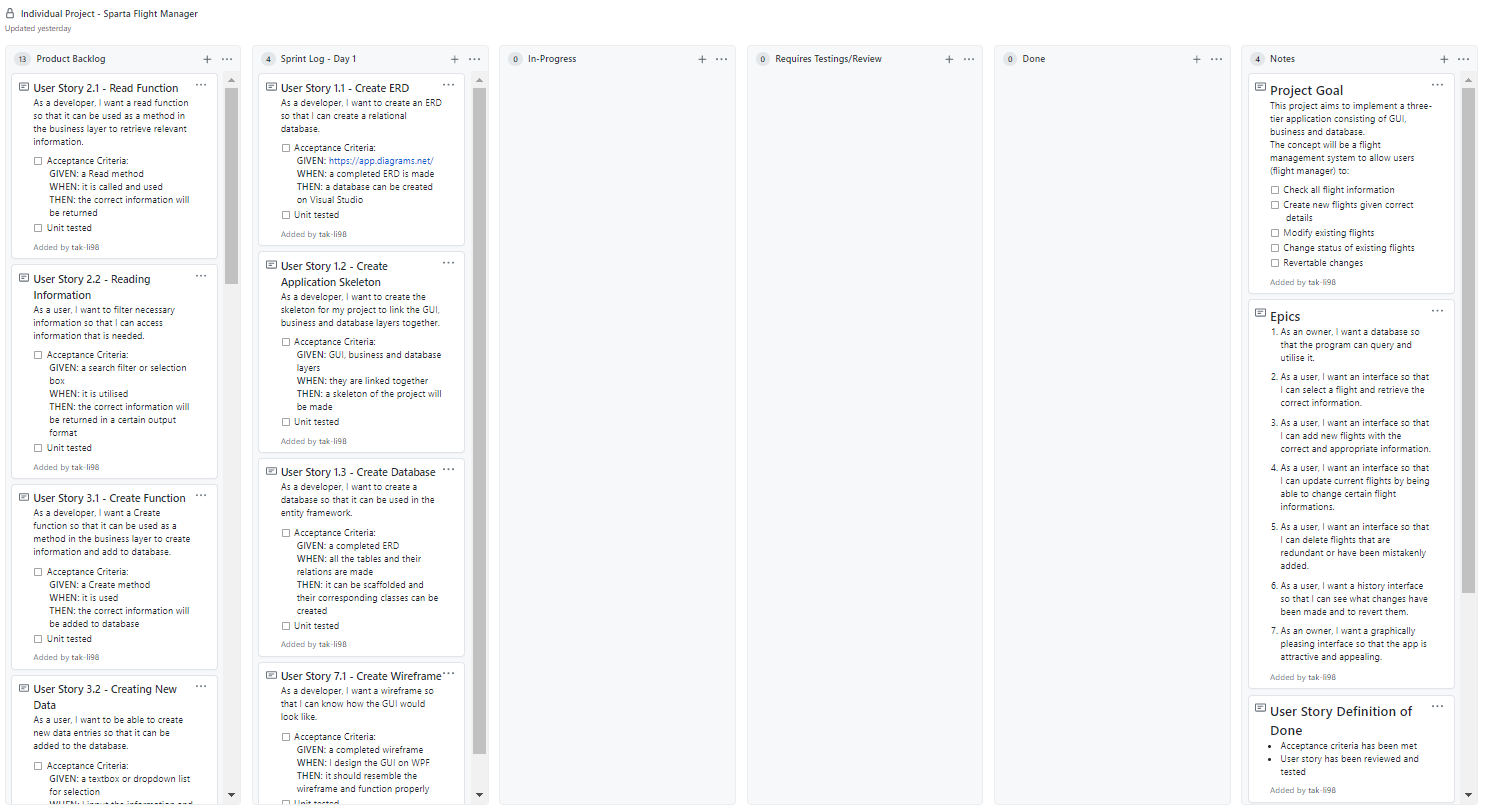 Individual Project - Sparta Flight Manager
Updated yesterday
13 Product Backlog
User Story 2.1 - Read Function
As a developer, I want a read function
so that it can be used as a method in
the business layer to retrieve relevant
information.
Acceptance Criteria:
GIVEN: a Read method
WHEN: it is called and used
THEN: the correct information will
be returned
Unit tested
Added by tak-li98
User Story 2.2 - Reading
Information
As a user, I want to filter necessary
information so that I can access
information that is needed.
Acceptance Criteria:
GIVEN: a search filter or selection
box
WHEN: it is utilised
THEN: the correct information will
be returned in a certain output
format
Unit tested
Added by tak-li98
User Story 3.1 - Create Function
As a developer, I want a Create
function so that it can be used as a
method in the business layer to create
information and add to database.
Acceptance Criteria:
GIVEN: a Create method
WHEN: it is used
THEN: the correct information will
be added to database
Unit tested
Added by tak-li98
User Story 3.2 - Creating New
Data
As a user, I want to be able to create
new data entries so that it can be
added to the database.
Acceptance Criteria:
GIVEN: a textbox or dropdown list
for selection
WHEN: I input the information and
4 Sprint Log - Day 1
User Story 1.1 - Create ERD
As a developer, I want to create an ERD
so that I can create a relational
database.
Acceptance Criteria:
GIVEN: https://app.diagrams.net/
WHEN: a completed ERD is made
THEN: a database can be created
on Visual Studio
Unit tested
Added by tak-li98
User Story 1.2 - Create
Application Skeleton
As a developer, I want to create the
skeleton for my project to link the GUI,
business and database layers together.
Acceptance Criteria:
GIVEN: GUI, business and database
layers
WHEN: they are linked together
THEN: a skeleton of the project will
be made
Unit tested
Added by tak-li98
User Story 1.3 - Create Database
As a developer, I want to create a
database so that it can be used in the
entity framework.
Acceptance Criteria:
GIVEN: a completed ERD
WHEN: all the tables and their
relations are made
THEN: it can be scaffolded and
their corresponding classes can be
created
Unit tested
Added by tak-li98
User Story 7.1 - Create Wireframe
As a developer, I want a wireframe so
that I can know how the GUI would
look like.
Acceptance Criteria:
GIVEN: a completed wireframe
WHEN: I design the GUI on WPF
THEN: it should resemble the
wireframe and function properly
Unit tested
0 In-Progress
0 Requires Testings/Review
0 Done
4 Notes
Project Goal
This project aims to implement a three-
tier application consisting of GUI,
business and database.
The concept will be a flight
management system to allow users
(flight manager) to:
Check all flight information
Create new flights given correct
details
Modify existing flights
Change status of existing flights
Revertable changes
Added by tak-li98
Epics
1. As an owner, I want a database so
that the program can query and
utilise it.
2. As a user, I want an interface so that
I can select a flight and retrieve the
correct information.
3. As a user, I want an interface so that
I can add new flights with the
correct and appropriate information.
4. As a user, I want an interface so that
I can update current flights by being
able to change certain flight
informations.
5. As a user, I want an interface so that
I can delete flights that are
redundant or have been mistakenly
added.
6. As a user, I want a history interface
so that I can see what changes have
been made and to revert them.
7. As an owner, I want a graphically
pleasing interface so that the app is
attractive and appealing.
Added by tak-li98
User Story Definition of
Done
• Acceptance criteria has been met
• User story has been reviewed and
tested
Added by tak-li98